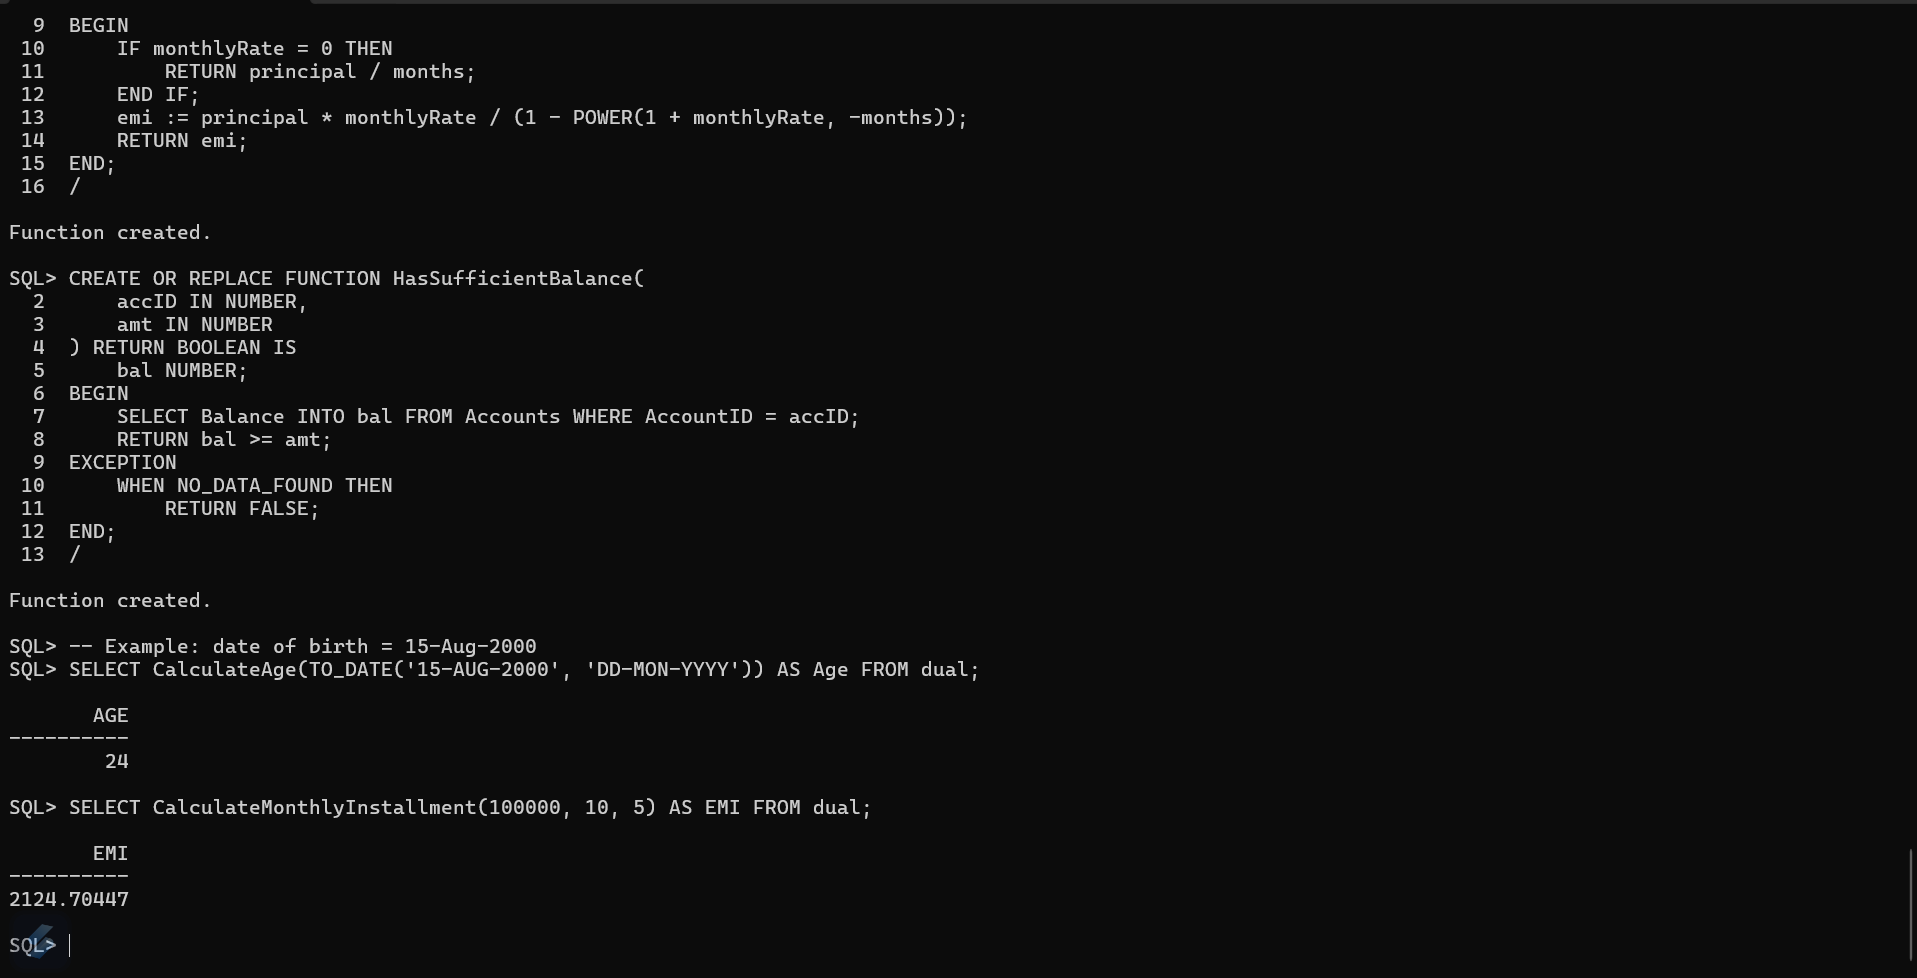 9  BEGIN
10      IF monthlyRate = 0 THEN
11          RETURN principal / months;
12      END IF;
13      emi := principal * monthlyRate / (1 - POWER(1 + monthlyRate, -months));
14      RETURN emi;
15  END;
16  /
Function created.
SQL> CREATE OR REPLACE FUNCTION HasSufficientBalance(
2      accID IN NUMBER,
3      amt IN NUMBER
4  ) RETURN BOOLEAN IS
5      bal NUMBER;
6  BEGIN
7      SELECT Balance INTO bal FROM Accounts WHERE AccountID = accID;
8      RETURN bal >= amt;
9  EXCEPTION
10      WHEN NO_DATA_FOUND THEN
11          RETURN FALSE;
12  END;
13  /
Function created.
SQL> -- Example: date of birth = 15-Aug-2000
SQL> SELECT CalculateAge(TO_DATE('15-AUG-2000', 'DD-MON-YYYY')) AS Age FROM dual;
AGE
----------
24
SQL> SELECT CalculateMonthlyInstallment(100000, 10, 5) AS EMI FROM dual;
EMI
----------
2124.70447
SQL>